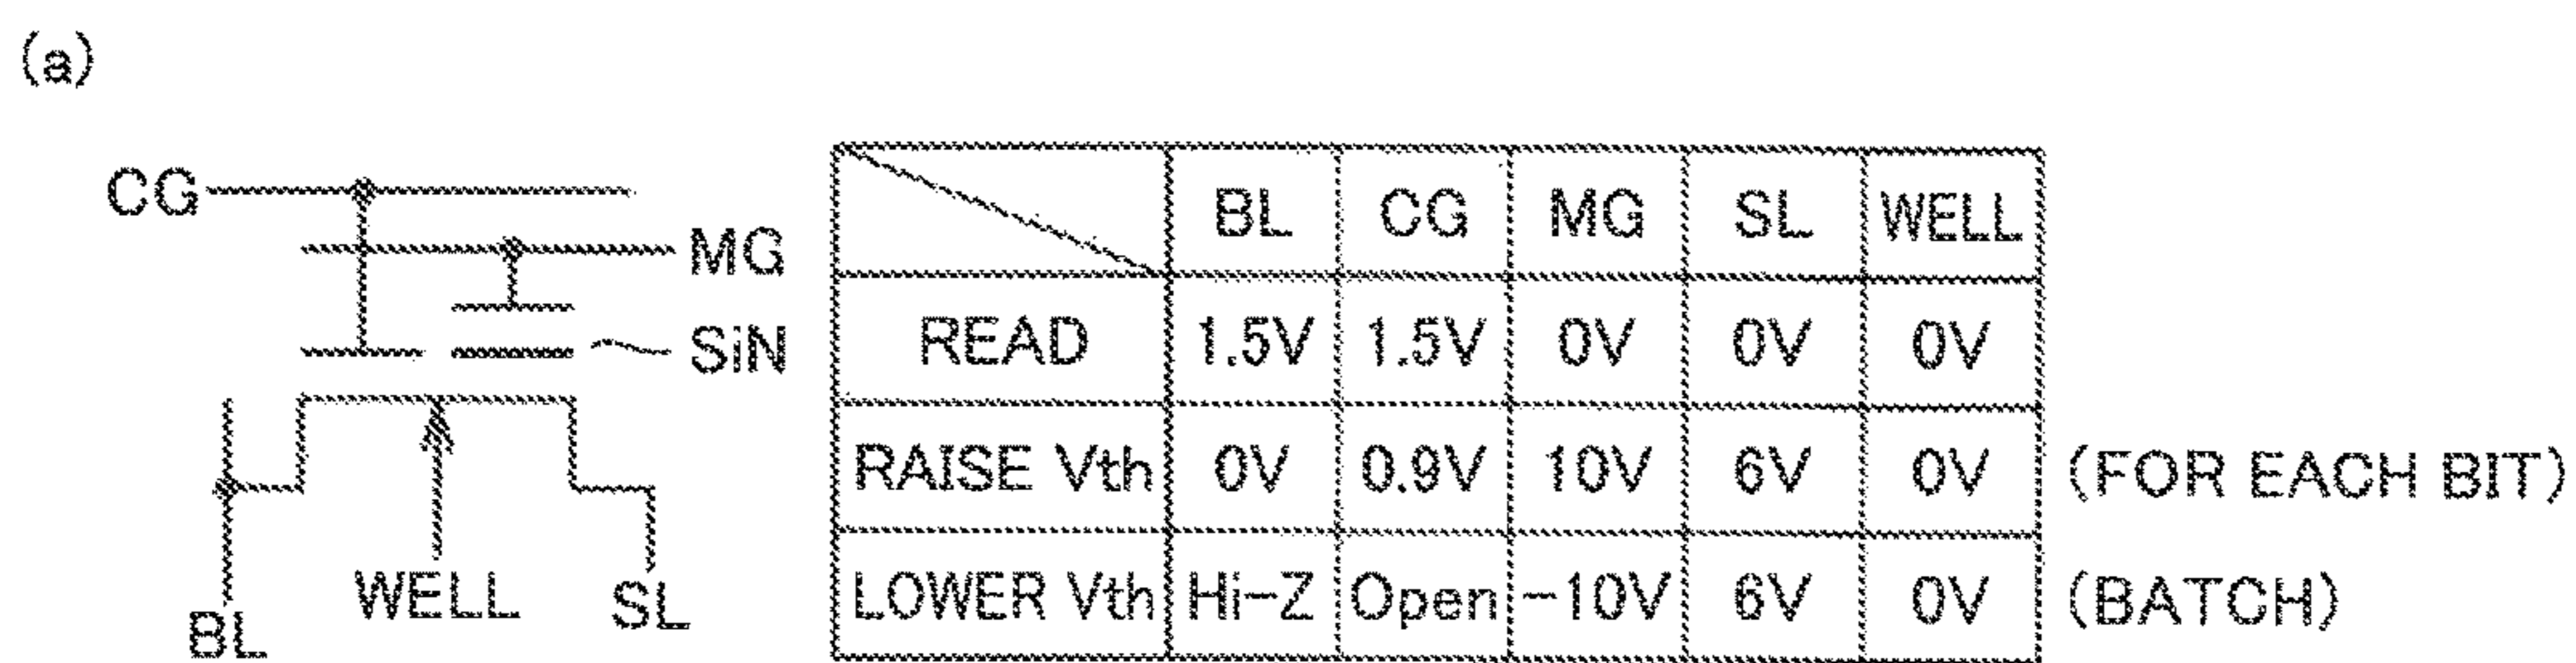 (a)
CG
MG
SiN
BL
WELL
SL
BL CG MG SL WELL
READ 1.5V 1.5V 0V 0V 0V
RAISE Vth 0V 0.9V 10V 6V 0V (FOR EACH BIT)
LOWER Vth Hi-Z Open -10V 6V 0V (BATCH)